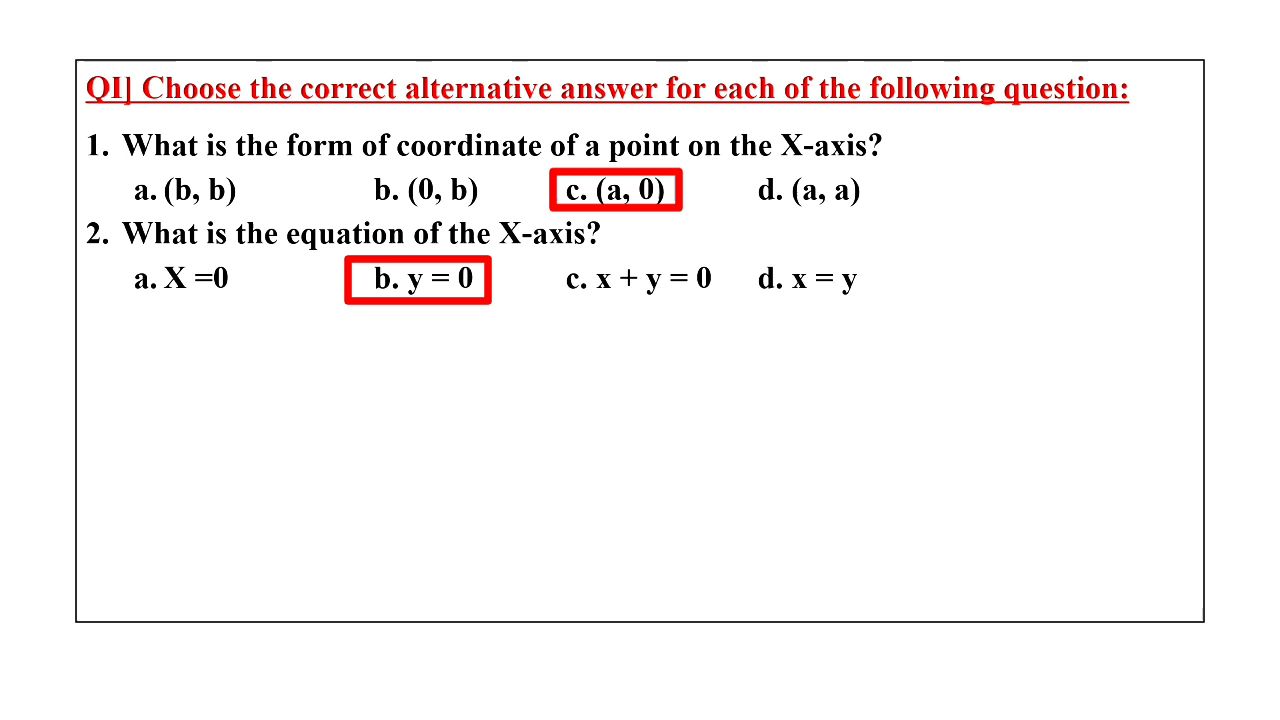 QI] Choose the correct alternative answer for each of the following question:
1. What is the form of coordinate of a point on the X-axis?
a. (b, b) b. (0, b) c. (a, 0) d. (a, a)
2. What is the equation of the X-axis?
a. X =0 b. y = 0 c. x + y = 0 d. x = y